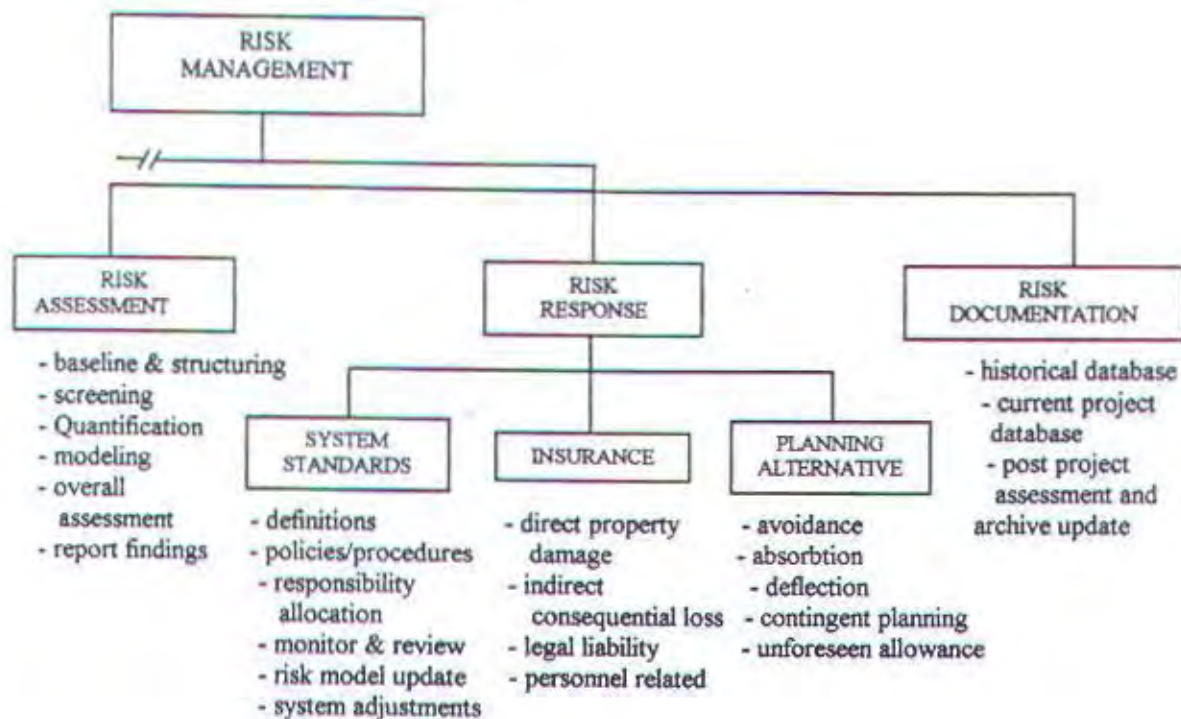 RISK
MANAGEMENT
RISK
ASSESSMENT
- baseline & structuring
- screening
- Quantification
- modeling
- overall
assessment
- report findings
RISK
RESPONSE
SYSTEM
STANDARDS
- definitions
- policies/procedures
- responsibility
allocation
- monitor & review
- risk model update
- system adjustments
INSURANCE
- direct property
damage
- indirect
consequential loss
- legal liability
- personnel related
PLANNING
ALTERNATIVE
- avoidance
- absorbtion
- deflection
- contingent planning
- unforeseen allowance
RISK
DOCUMENTATION
- historical database
- current project
database
- post project
assessment and
archive update